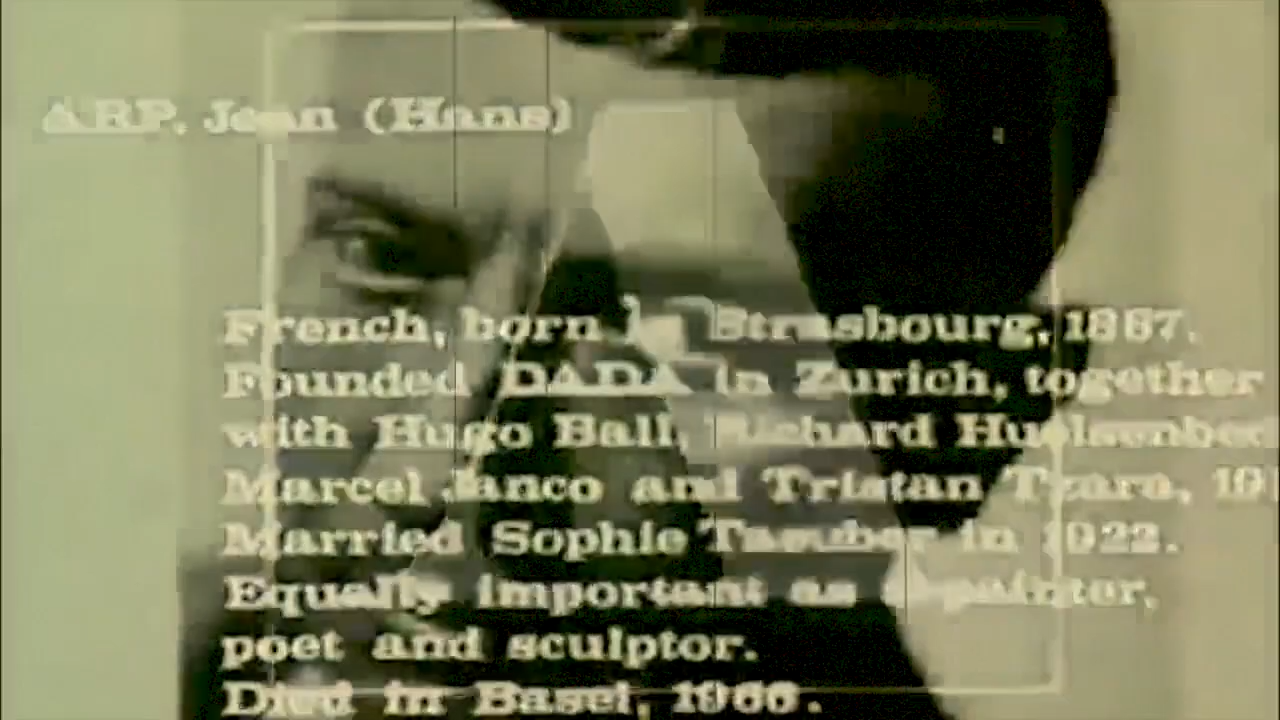 ARP, Jean (Hans)
French, born in Strasbourg, 1887.
Founded DADA in Zurich, together
with Hugo Ball, Richard
Marcel Janco and Tristan Tzara,
Married Sophie Taeuber in 1922.
Equally important as a painter,
poet and sculptor.
Died in Basel, 1966.